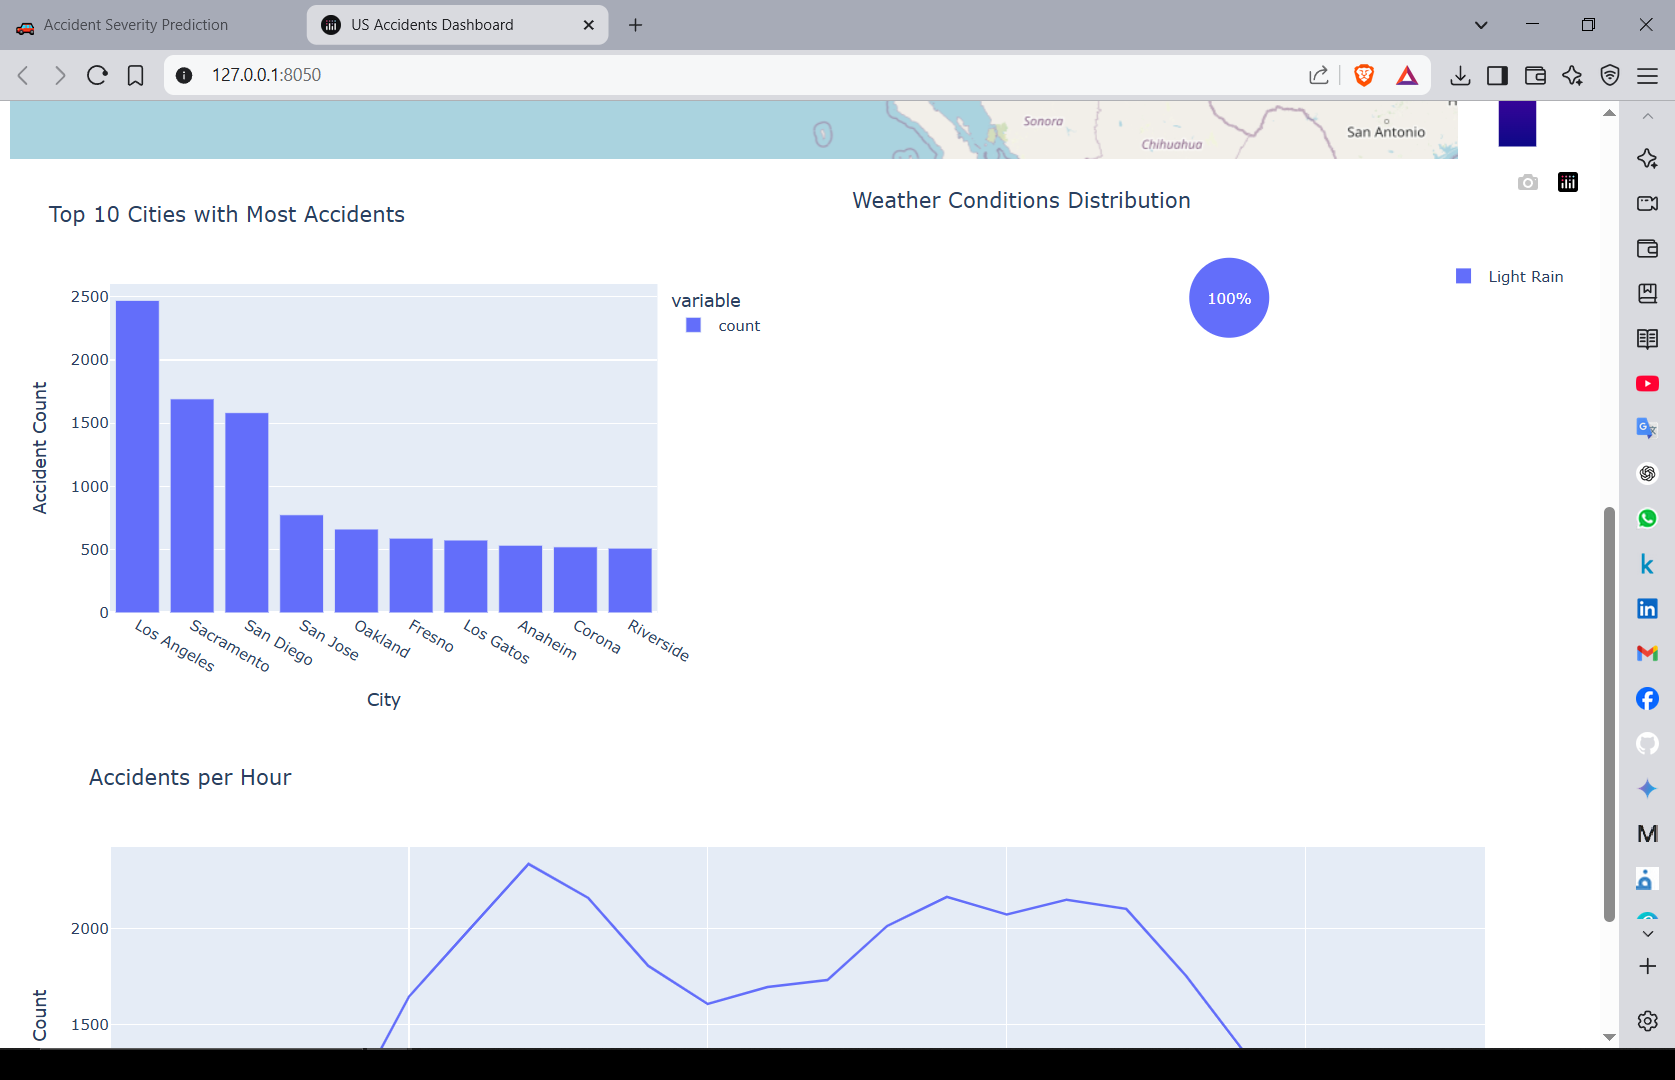 Accident Severity Prediction
US Accidents Dashboard
127.0.0.1:8050
Sonora
Chihuahua
San Antonio
Top 10 Cities with Most Accidents
Weather Conditions Distribution
100%
Light Rain
variable
count
2500
2000
1500
1000
500
0
Accident Count
Los Angeles
Sacramento
San Diego
San Jose
Oakland
Fresno
Los Gatos
Anaheim
Corona
Riverside
City
Accidents per Hour
2000
1500
Count